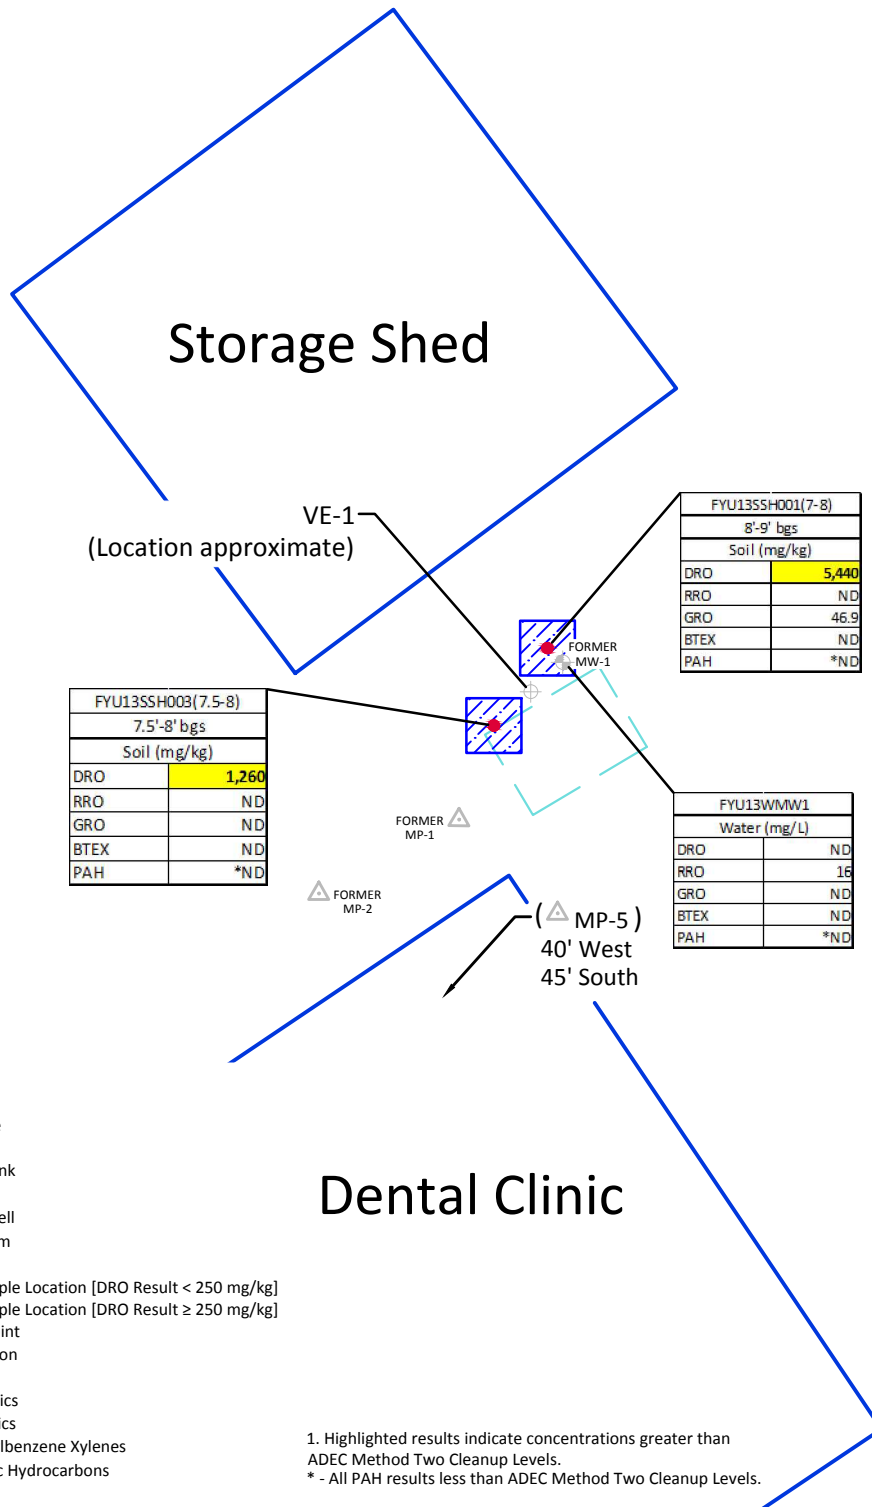 Storage Shed
VE-1
(Location approximate)
FYU13SSH001(7-8)
8'-9' bgs
Soil (mg/kg)
DRO 5,440
RRO ND
GRO 46.9
BTEX ND
PAH *ND
FORMER
MW-1
FYU13SSH003(7.5-8)
7.5'-8' bgs
Soil (mg/kg)
DRO 1,260
RRO ND
GRO ND
BTEX ND
PAH *ND
FORMER
MP-1
FORMER
MP-2
FYU13WMW1
Water (mg/L)
DRO ND
RRO 16
GRO ND
BTEX ND
PAH *ND
( MP-5 )
40' West
45' South
Dental Clinic
nk
ell
m
ple Location [DRO Result < 250 mg/kg]
ple Location [DRO Result ≥ 250 mg/kg]
int
on
ics
ics
lbenzene Xylenes
c Hydrocarbons
1. Highlighted results indicate concentrations greater than
ADEC Method Two Cleanup Levels.
* - All PAH results less than ADEC Method Two Cleanup Levels.